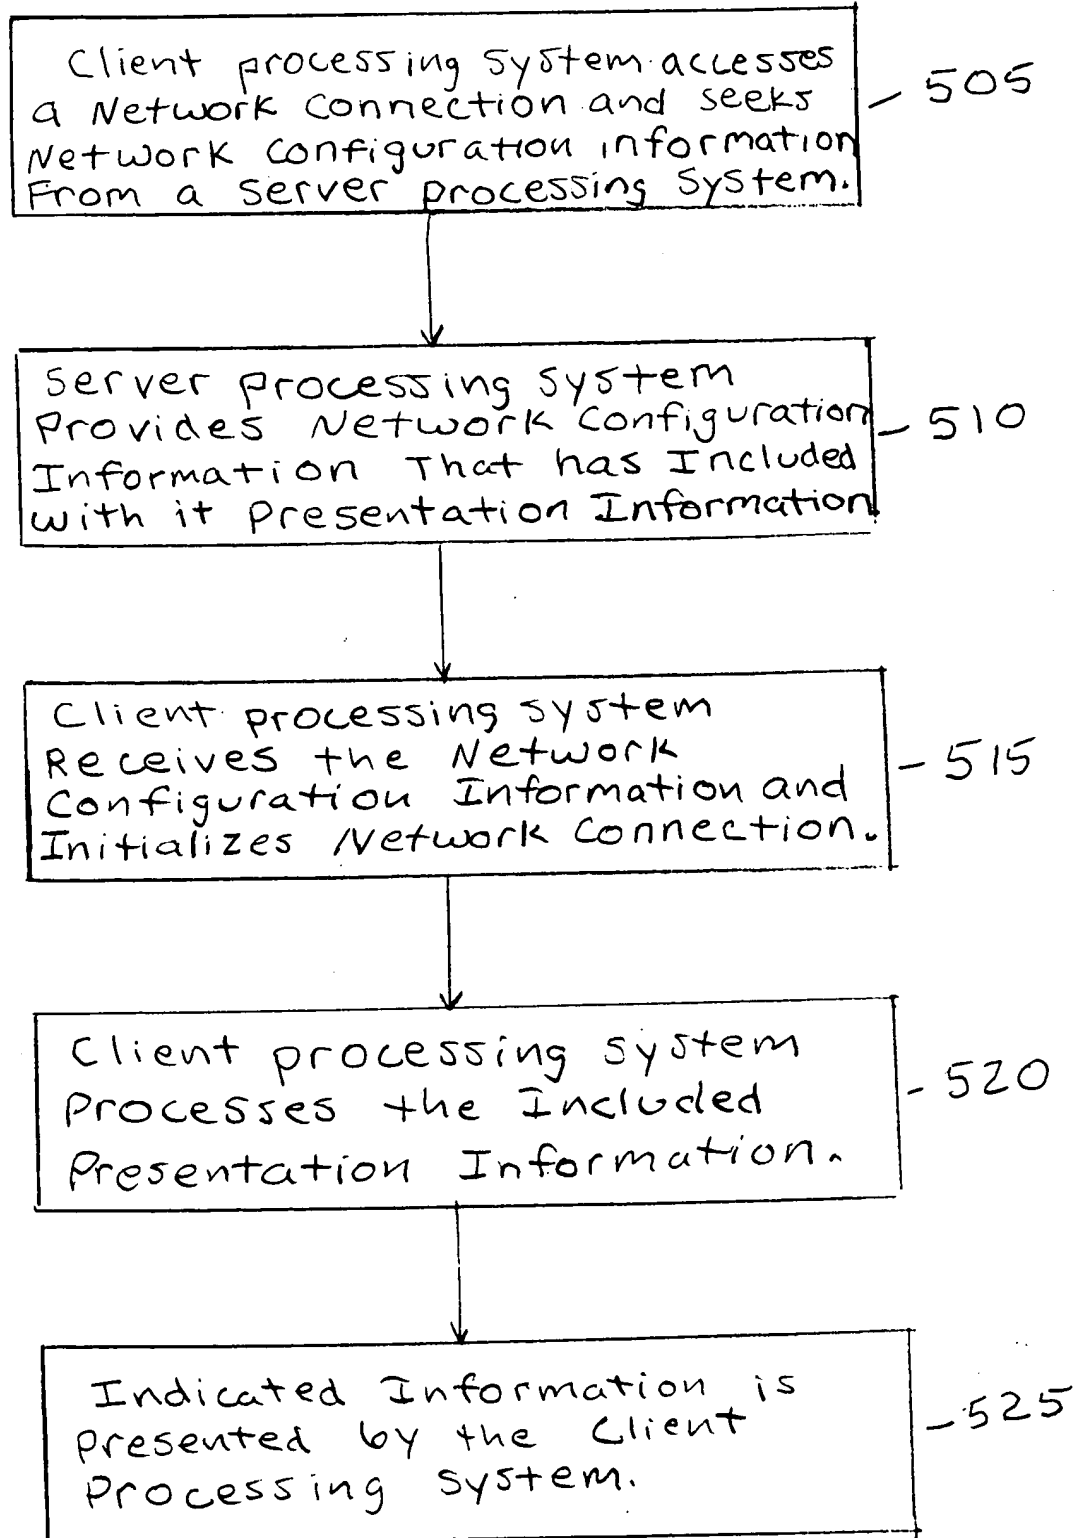 Client processing system accesses
a Network Connection and seeks
Network Configuration information
From a server processing system.
505
Server processing system
Provides Network Configuration
Information That has Included
with it Presentation Information
510
Client processing system
Receives the Network
Configuration Information and
Initializes Network Connection.
515
Client processing system
Processes the Included
Presentation Information.
520
Indicated Information is
presented by the Client
Processing system.
525